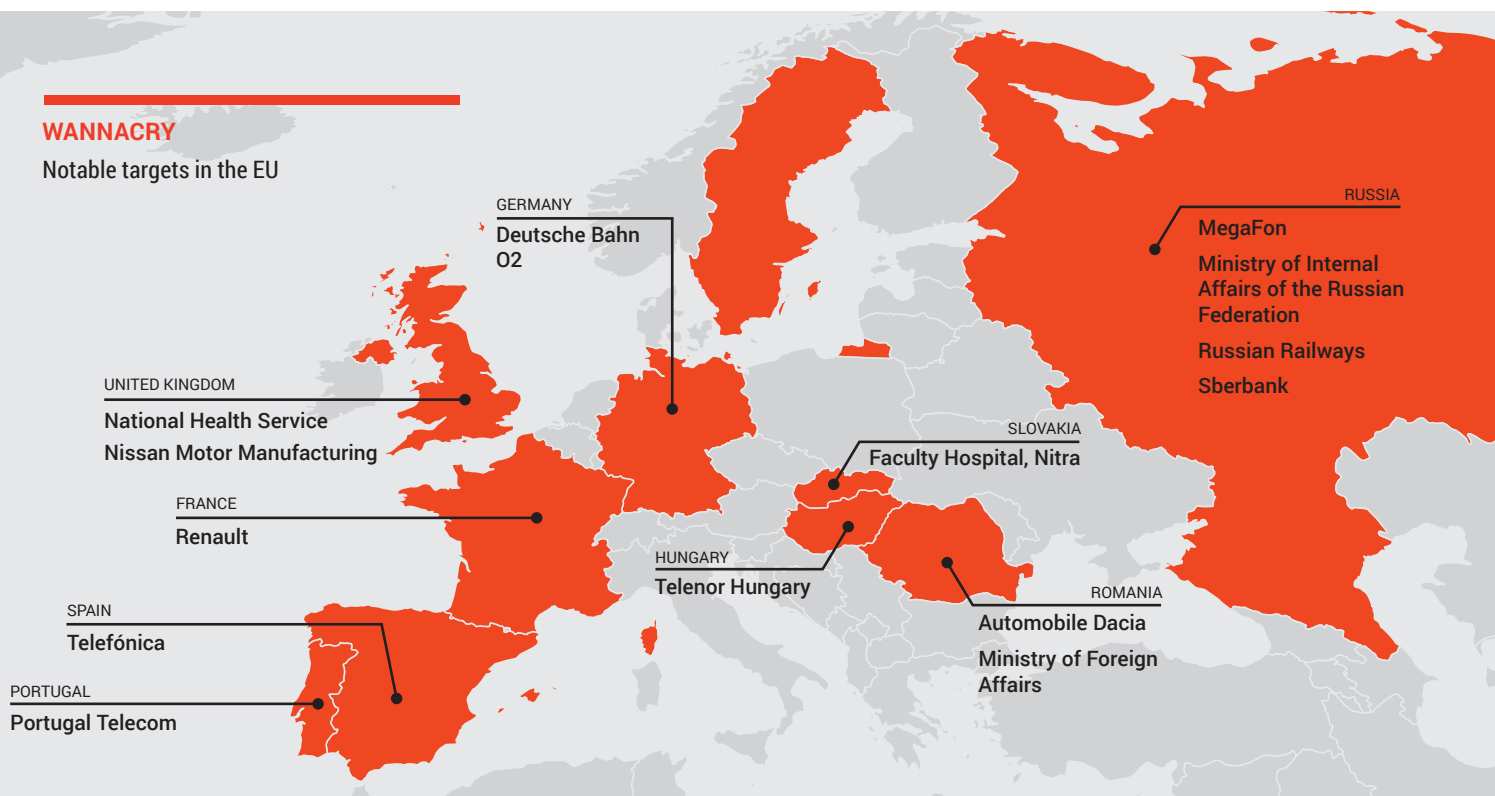 WANNACRY
Notable targets in the EU
GERMANY
Deutsche Bahn
O2
RUSSIA
MegaFon
Ministry of Internal
Affairs of the Russian
Federation
Russian Railways
Sberbank
UNITED KINGDOM
National Health Service
Nissan Motor Manufacturing
SLOVAKIA
Faculty Hospital, Nitra
FRANCE
Renault
HUNGARY
Telenor Hungary
ROMANIA
Automobile Dacia
Ministry of Foreign
Affairs
SPAIN
Telefónica
PORTUGAL
Portugal Telecom